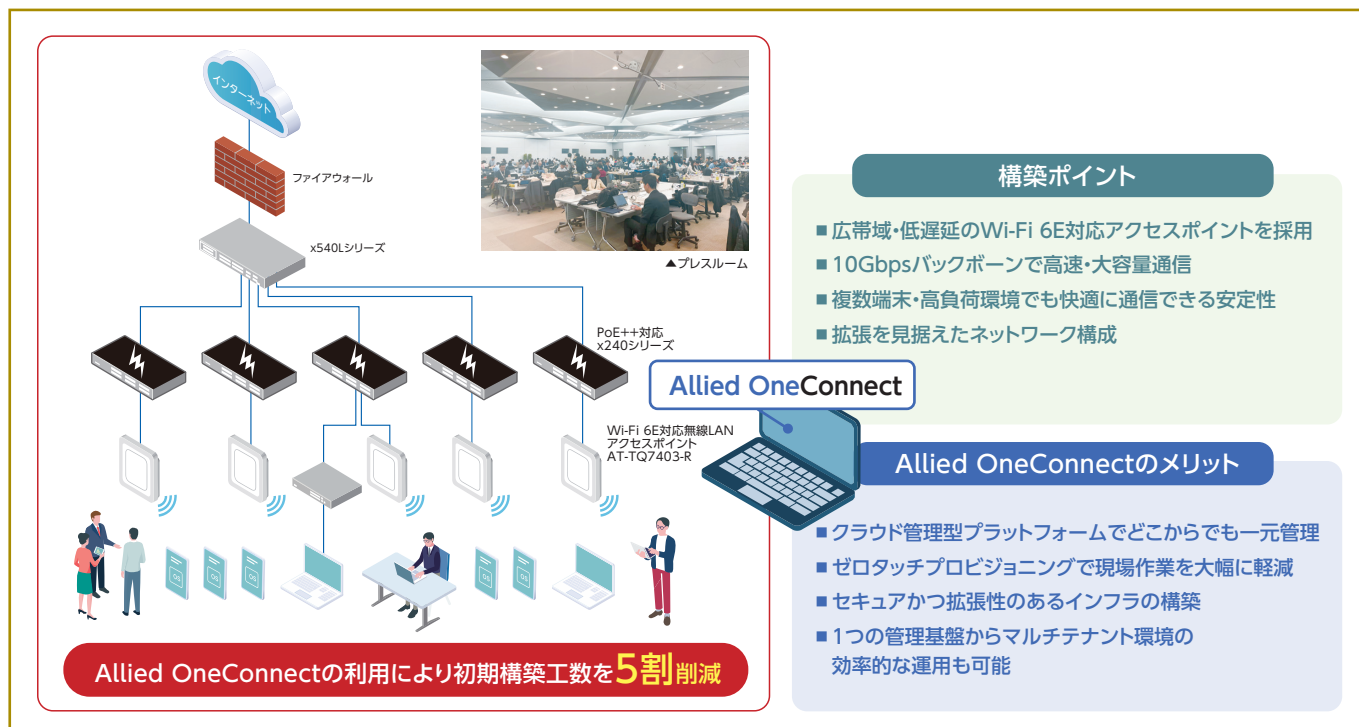 インターネット
ファイアウォール
x540Lシリーズ
▲プレスルーム
PoE++対応
x240シリーズ
Wi-Fi 6E対応無線LAN
アクセスポイント
AT-TQ7403-R
OS
OS
OS
OS
OS
Allied OneConnectの利用により初期構築工数を5割削減
Allied OneConnect
構築ポイント
■広帯域・低遅延のWi-Fi 6E対応アクセスポイントを採用
■10Gbpsバックボーンで高速・大容量通信
■複数端末・高負荷環境でも快適に通信できる安定性
■拡張を見据えたネットワーク構成
Allied OneConnectのメリット
■クラウド管理型プラットフォームでどこからでも一元管理
■ゼロタッチプロビジョニングで現場作業を大幅に軽減
■セキュアかつ拡張性のあるインフラの構築
■1つの管理基盤からマルチテナント環境の
効率的な運用も可能